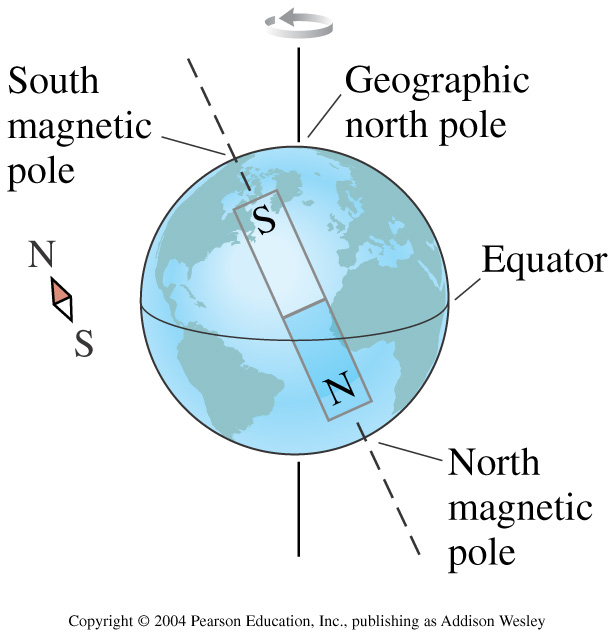 South
magnetic
pole
Geographic
north pole
S
N
S
Equator
N
North
magnetic
pole
Copyright © 2004 Pearson Education, Inc., publishing as Addison Wesley